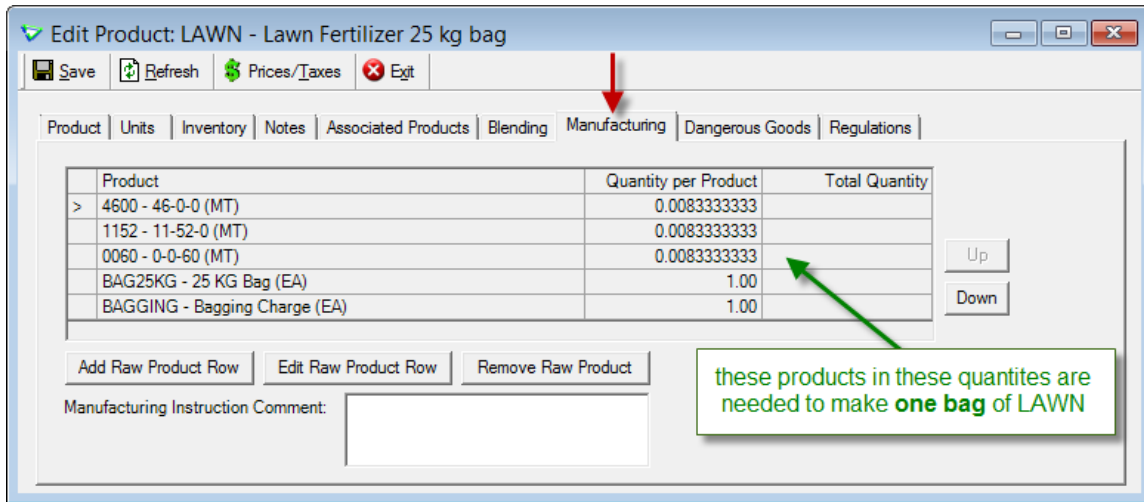 Edit Product: LAWN - Lawn Fertilizer 25 kg bag
Save Refresh Prices/Taxes Exit
Product Units Inventory Notes Associated Products Blending Manufacturing Dangerous Goods Regulations
Product Quantity per Product Total Quantity
> 4600 - 46-0-0 (MT) 0.0083333333
1152 - 11-52-0 (MT) 0.0083333333
0060 - 0-0-60 (MT) 0.0083333333
BAG25KG - 25 KG Bag (EA) 1.00
BAGGING - Bagging Charge (EA) 1.00
Up
Down
Add Raw Product Row Edit Raw Product Row Remove Raw Product
Manufacturing Instruction Comment:
these products in these quantites are
needed to make one bag of LAWN